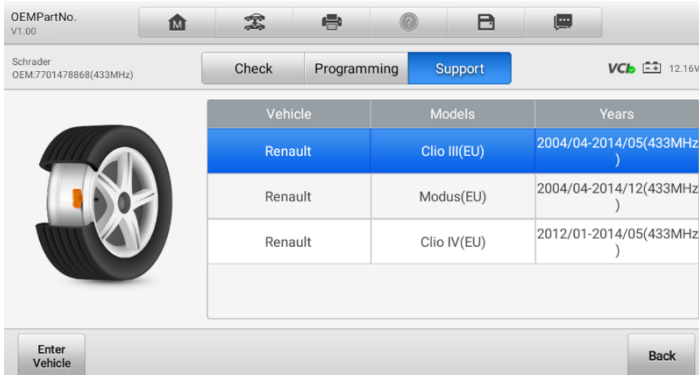 OEMPartNo.
V1.00
M
?
Schrader
OEM:7701478868(433MHz)
Check Programming Support
VCI 12.16V
Vehicle Models Years
Renault Clio III(EU) 2004/04-2014/05(433MHz
)
Renault Modus(EU) 2004/04-2014/12(433MHz
)
Renault Clio IV(EU) 2012/01-2014/05(433MHz
)
Enter
Vehicle
Back